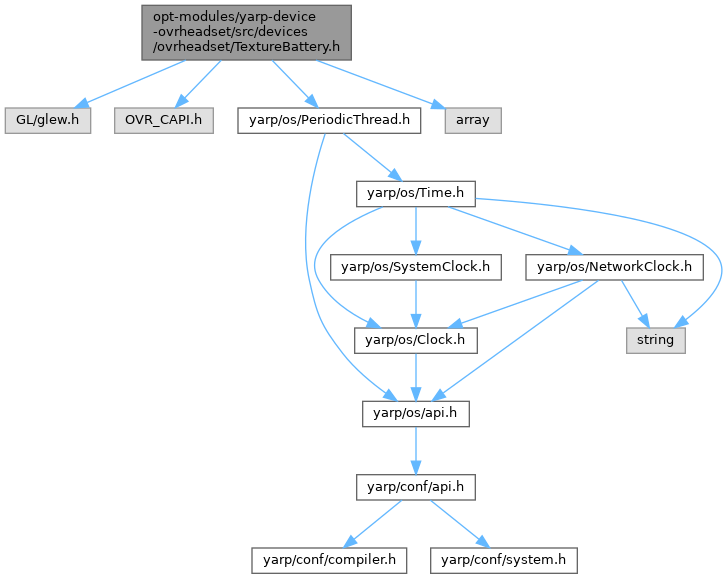 opt-modules/yarp-device
-ovrheadset/src/devices
/ovrheadset/TextureBattery.h
GL/glew.h
OVR_CAPI.h
yarp/os/PeriodicThread.h
array
yarp/os/Time.h
yarp/os/SystemClock.h
yarp/os/NetworkClock.h
yarp/os/Clock.h
string
yarp/os/api.h
yarp/conf/api.h
yarp/conf/compiler.h
yarp/conf/system.h